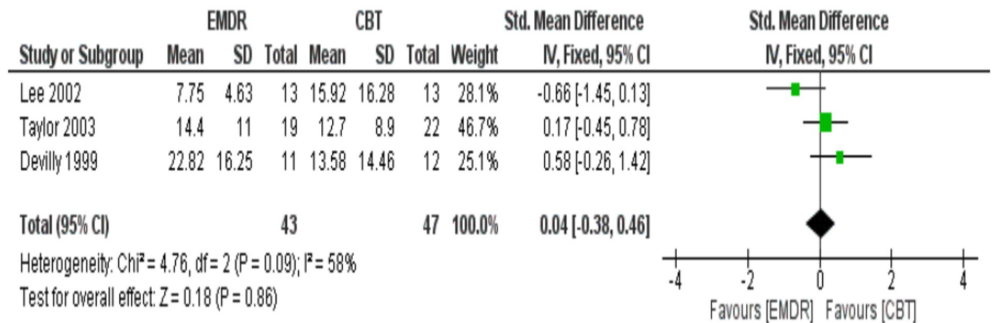 EMDR CBT Std. Mean Difference Std. Mean Difference
Study or Subgroup Mean SD Total Mean SD Total Weight IV, Fixed, 95% CI IV, Fixed, 95% CI
Lee 2002 7.75 4.63 13 15.92 16.28 13 28.1% -0.66 [-1.45, 0.13]
Taylor 2003 14.4 11 19 12.7 8.9 22 46.7% 0.17 [-0.45, 0.78]
Devilly 1999 22.82 16.25 11 13.58 14.46 12 25.1% 0.58 [-0.26, 1.42]
Total (95% CI) 43 47 100.0% 0.04 [-0.38, 0.46]
Heterogeneity: Chi² = 4.76, df = 2 (P = 0.09); I² = 58%
Test for overall effect: Z = 0.18 (P = 0.86)
-4 -2 0 2 4
Favours [EMDR] Favours [CBT]